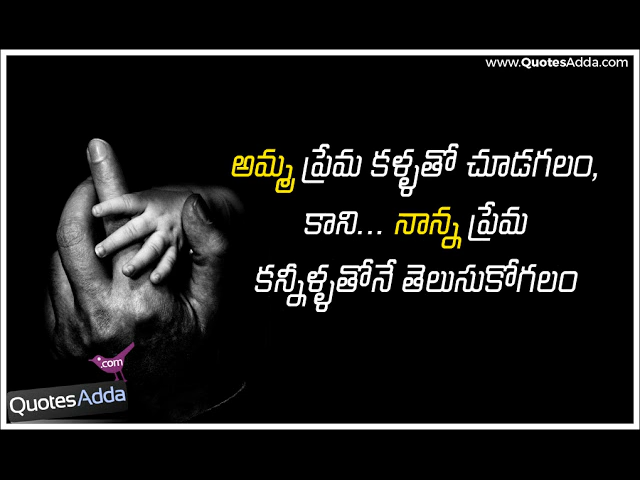 www.QuotesAdda.com
అమ్మ ప్రేమ కళ్ళతో చూడగలం,
కాని... నాన్న ప్రేమ
కన్నీళ్ళతోనే తెలుసుకోగలం
.com
QuotesAdda